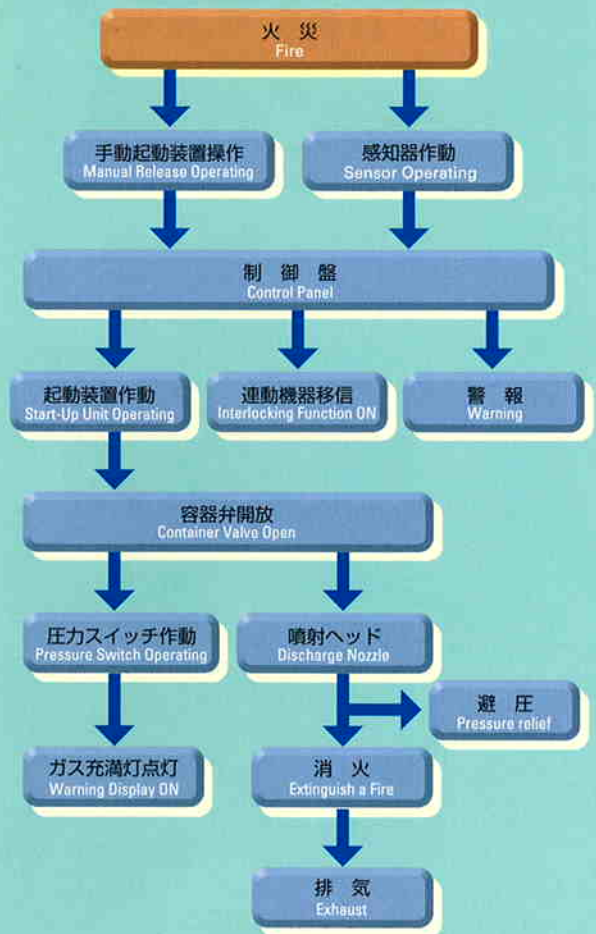 火災
Fire
手動起動装置操作
Manual Release Operating
感知器作動
Sensor Operating
制御盤
Control Panel
起動装置作動
Start-Up Unit Operating
連動機器移信
Interlocking Function ON
警報
Warning
容器弁開放
Container Valve Open
圧力スイッチ作動
Pressure Switch Operating
噴射ヘッド
Discharge Nozzle
避圧
Pressure relief
ガス充満灯点灯
Warning Display ON
消火
Extinguish a Fire
排気
Exhaust